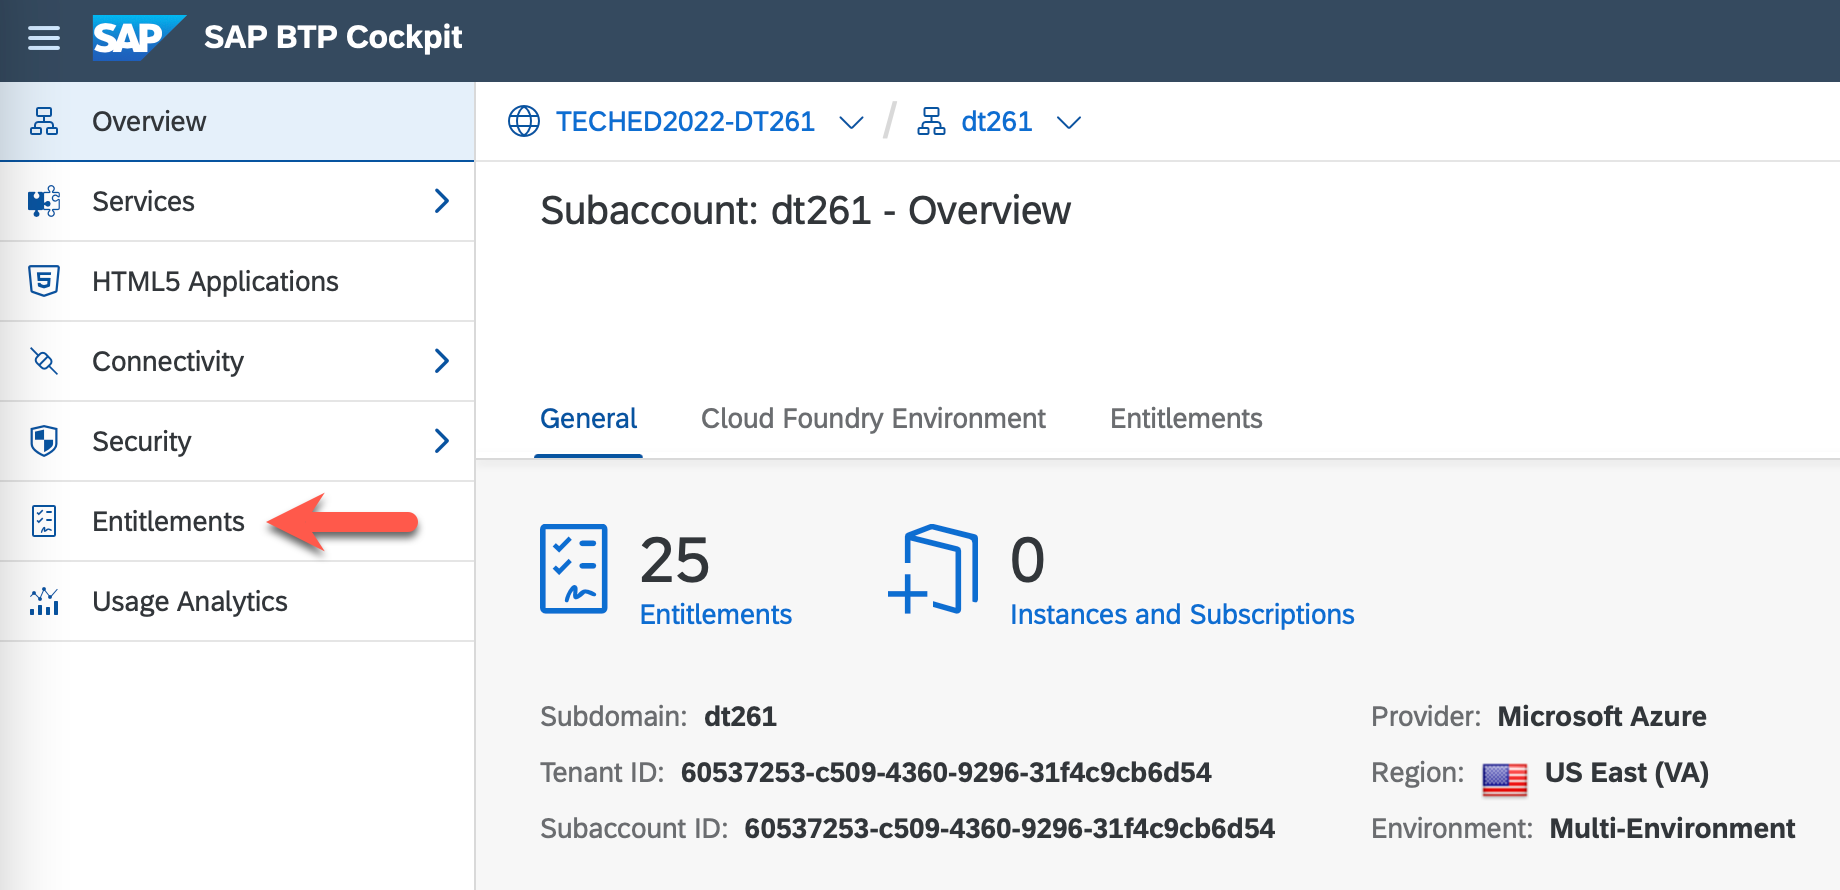 SAP SAP BTP Cockpit
Overview
Services
HTML5 Applications
Connectivity
Security
Entitlements
Usage Analytics
TECHED2022-DT261 / dt261
Subaccount: dt261 - Overview
General Cloud Foundry Environment Entitlements
25
Entitlements
0
Instances and Subscriptions
Subdomain: dt261
Tenant ID: 60537253-c509-4360-9296-31f4c9cb6d54
Subaccount ID: 60537253-c509-4360-9296-31f4c9cb6d54
Provider: Microsoft Azure
Region: US East (VA)
Environment: Multi-Environment